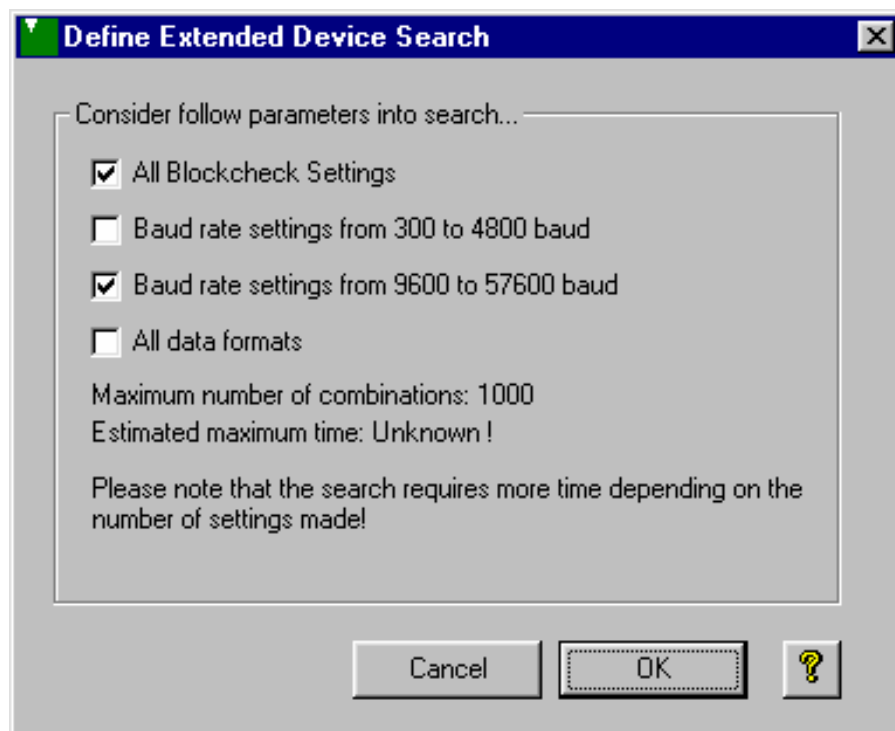 Define Extended Device Search
Consider follow parameters into search...
All Blockcheck Settings
Baud rate settings from 300 to 4800 baud
Baud rate settings from 9600 to 57600 baud
All data formats
Maximum number of combinations: 1000
Estimated maximum time: Unknown !
Please note that the search requires more time depending on the
number of settings made!
Cancel
OK
?